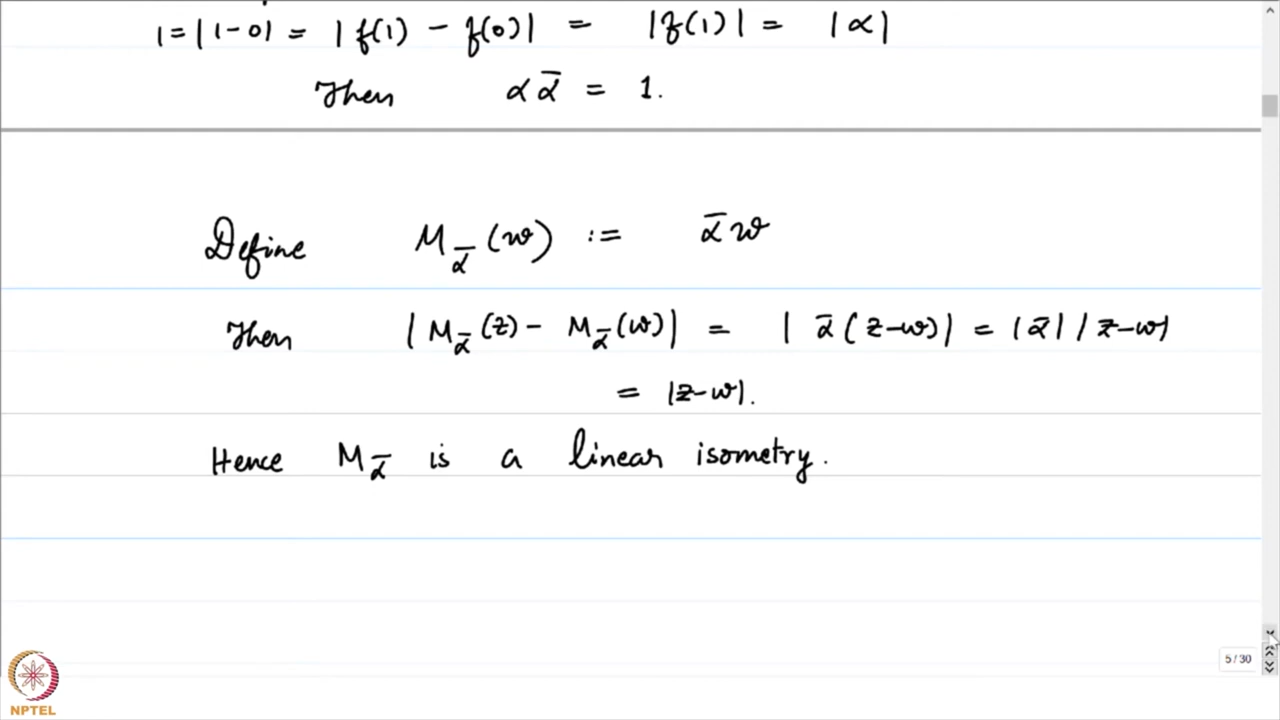 1 = |1-0| = |f(1) - f(0)| = |f(1)| = |α|
Then αᾱ = 1.
Define M_ᾱ(w) := ᾱw
Then |M_ᾱ(z) - M_ᾱ(w)| = |ᾱ(z-w)| = |ᾱ| |z-w|
= |z-w|.
Hence M_ᾱ is a linear isometry.
5 / 30
NPTEL